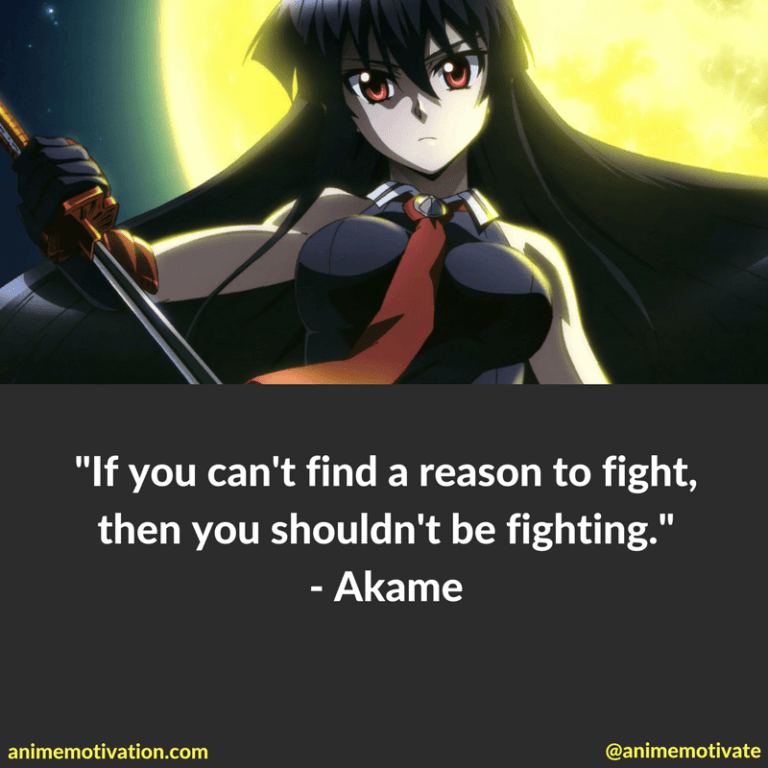 "If you can't find a reason to fight,
then you shouldn't be fighting."
- Akame
animemotivation.com
@animemotivate